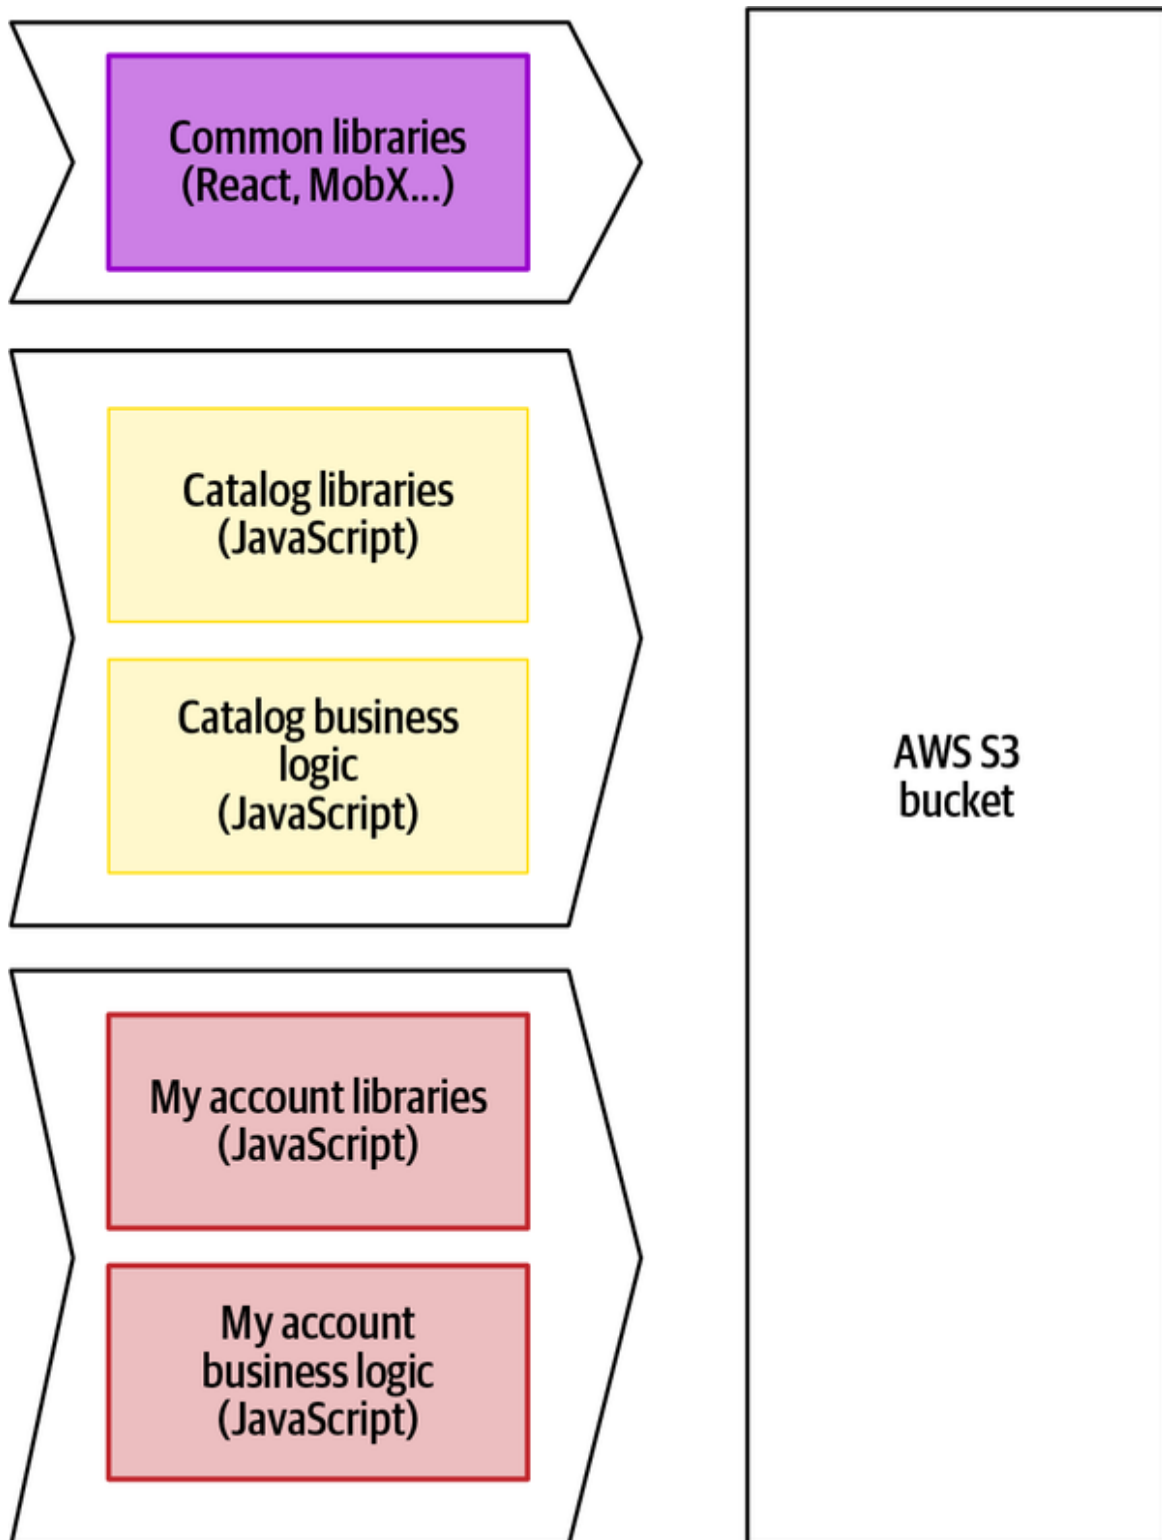 Common libraries
(React, MobX...)
Catalog libraries
(JavaScript)
Catalog business
logic
(JavaScript)
My account libraries
(JavaScript)
My account
business logic
(JavaScript)
AWS S3
bucket